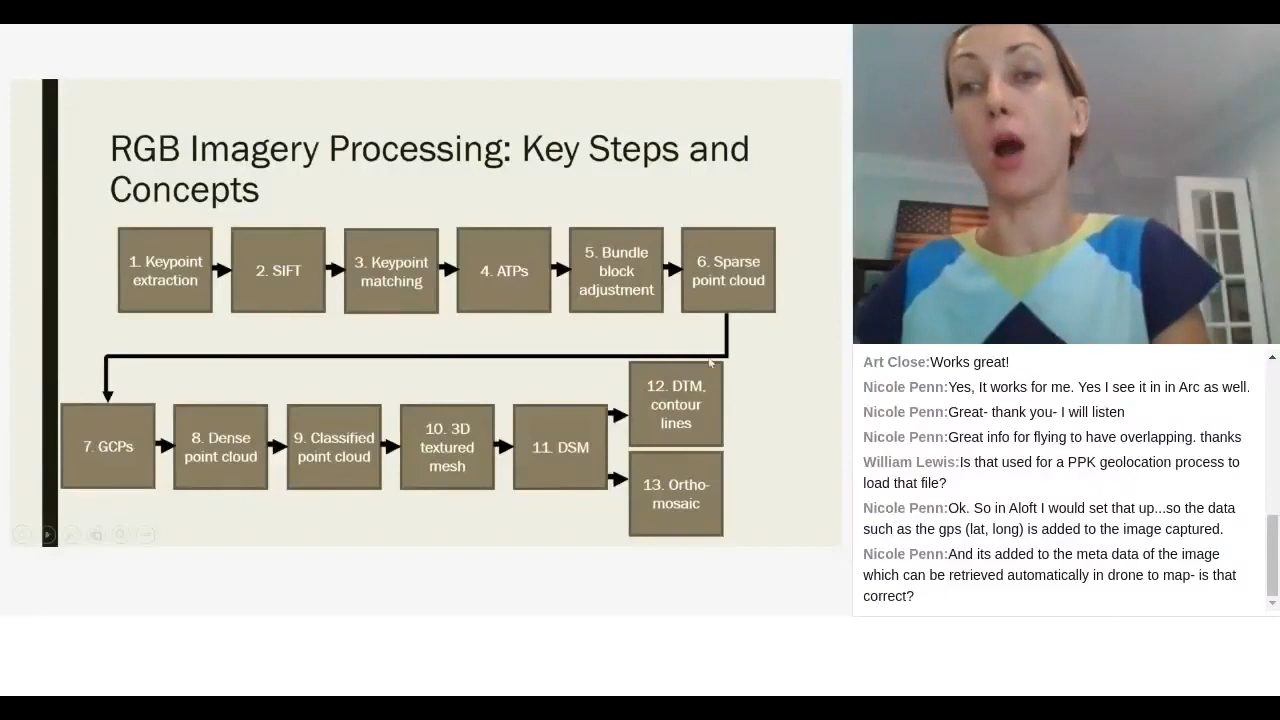 RGB Imagery Processing: Key Steps and
Concepts
1. Keypoint
extraction
2. SIFT
3. Keypoint
matching
4. ATPs
5. Bundle
block
adjustment
6. Sparse
point cloud
7. GCPs
8. Dense
point cloud
9. Classified
point cloud
10. 3D
textured
mesh
11. DSM
12. DTM,
contour
lines
13. Ortho-
mosaic
Art Close:Works great!
Nicole Penn:Yes, It works for me. Yes I see it in in Arc as well.
Nicole Penn:Great- thank you- I will listen
Nicole Penn:Great info for flying to have overlapping. thanks
William Lewis:Is that used for a PPK geolocation process to
load that file?
Nicole Penn:Ok. So in Aloft I would set that up...so the data
such as the gps (lat, long) is added to the image captured.
Nicole Penn:And its added to the meta data of the image
which can be retrieved automatically in drone to map- is that
correct?